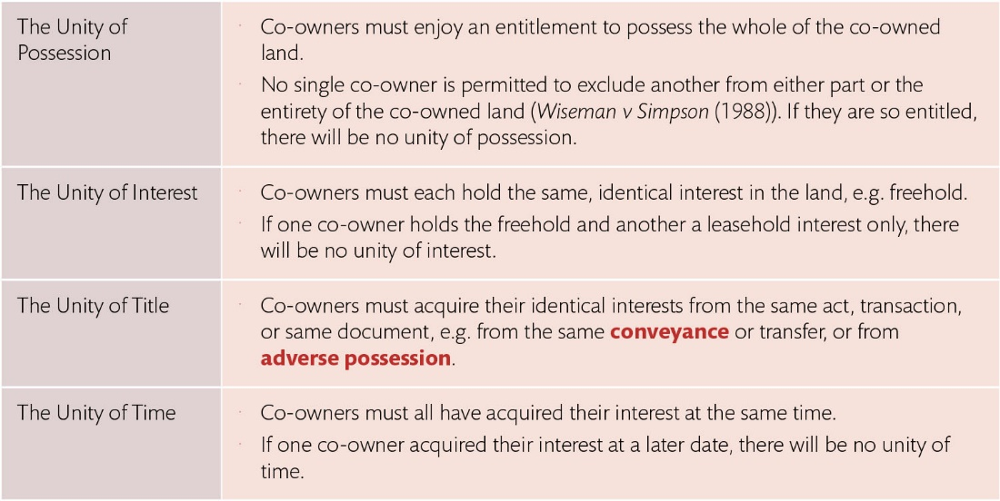 The Unity of
Possession
· Co-owners must enjoy an entitlement to possess the whole of the co-owned
land.
· No single co-owner is permitted to exclude another from either part or the
entirety of the co-owned land (Wiseman v Simpson (1988)). If they are so entitled,
there will be no unity of possession.
The Unity of Interest
· Co-owners must each hold the same, identical interest in the land, e.g. freehold.
· If one co-owner holds the freehold and another a leasehold interest only, there
will be no unity of interest.
The Unity of Title
· Co-owners must acquire their identical interests from the same act, transaction,
or same document, e.g. from the same conveyance or transfer, or from
adverse possession.
The Unity of Time
· Co-owners must all have acquired their interest at the same time.
· If one co-owner acquired their interest at a later date, there will be no unity of
time.